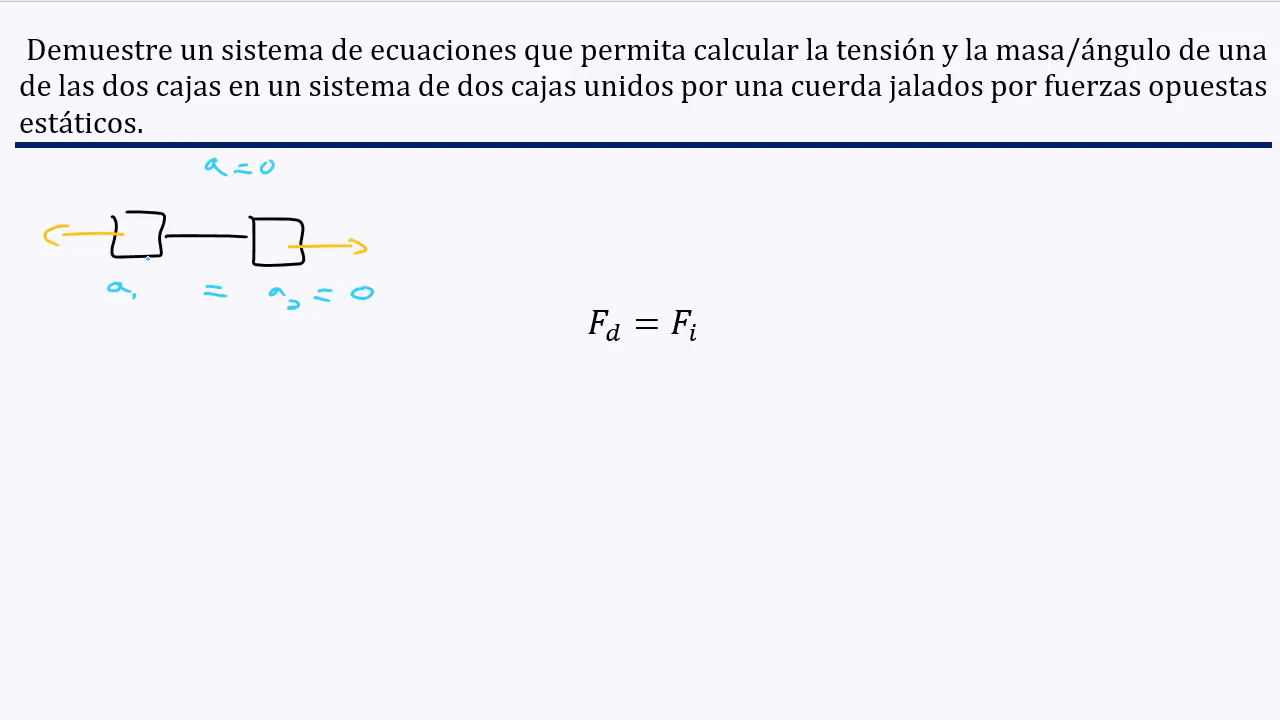 Demuestre un sistema de ecuaciones que permita calcular la tensión y la masa/ángulo de una
de las dos cajas en un sistema de dos cajas unidos por una cuerda jalados por fuerzas opuestas
estáticos.
a = 0
a₁ = a₂ = 0
F_d = F_i